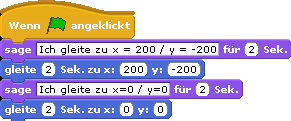 Wenn angeklickt
sage Ich gleite zu x = 200 / y = -200 für 2 Sek.
gleite 2 Sek. zu x: 200 y: -200
sage Ich gleite zu x=0 / y=0 für 2 Sek.
gleite 2 Sek. zu x: 0 y: 0